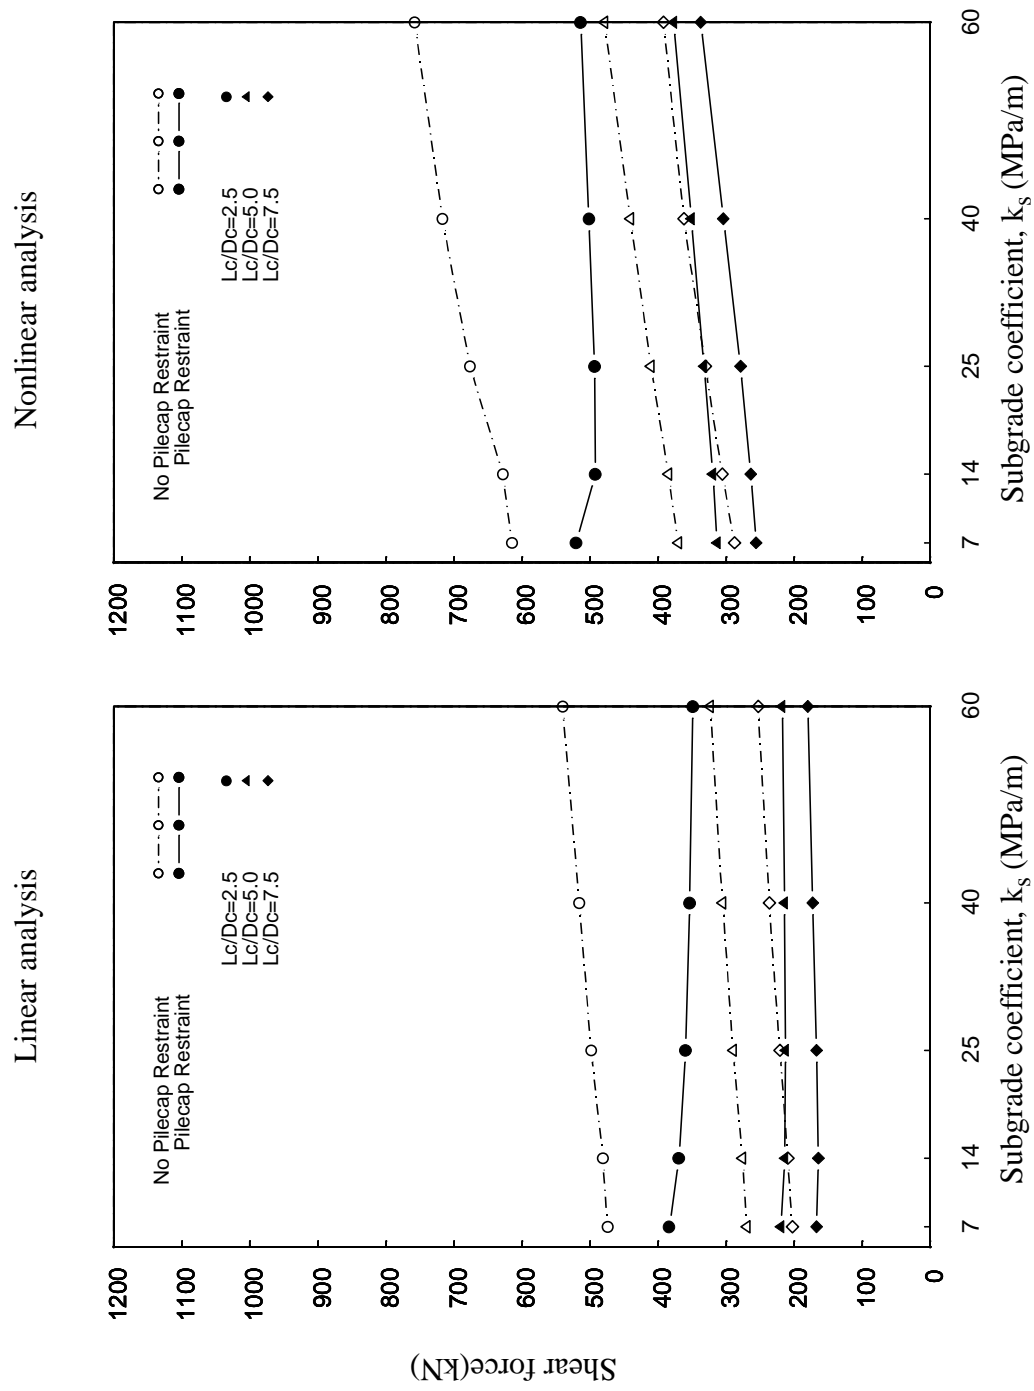 Linear analysis
Shear force(kN)
1200
1100
1000
900
800
700
600
500
400
300
200
100
0
No Pilecap Restraint
Pilecap Restraint
Lc/Dc=2.5
Lc/Dc=5.0
Lc/Dc=7.5
7
14
25
40
60
Subgrade coefficient, ks (MPa/m)
Nonlinear analysis
1200
1100
1000
900
800
700
600
500
400
300
200
100
0
No Pilecap Restraint
Pilecap Restraint
Lc/Dc=2.5
Lc/Dc=5.0
Lc/Dc=7.5
7
14
25
40
60
Subgrade coefficient, ks (MPa/m)